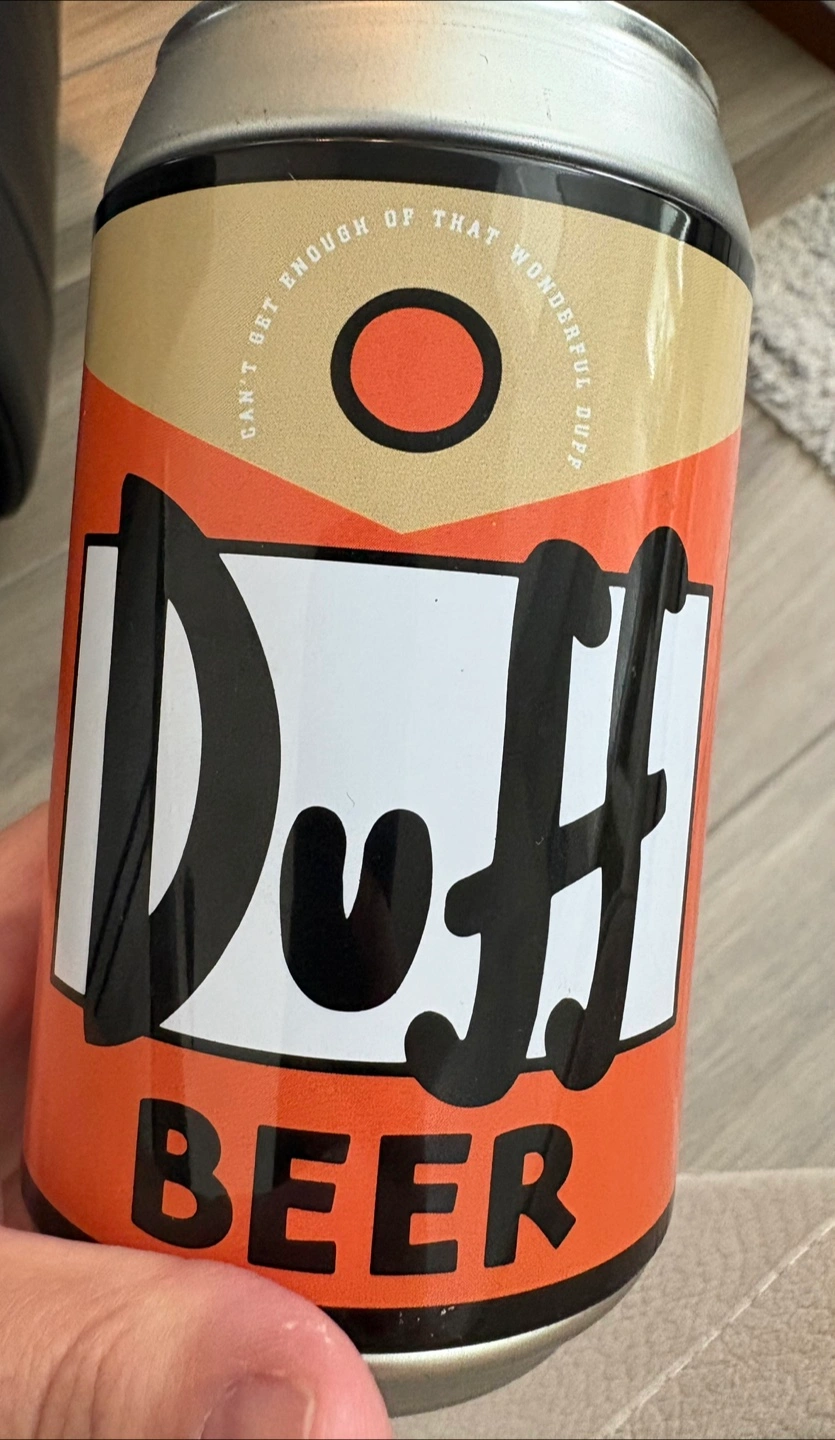 CAN'T GET ENOUGH OF THAT WONDERFUL DUFF
Duff
BEER